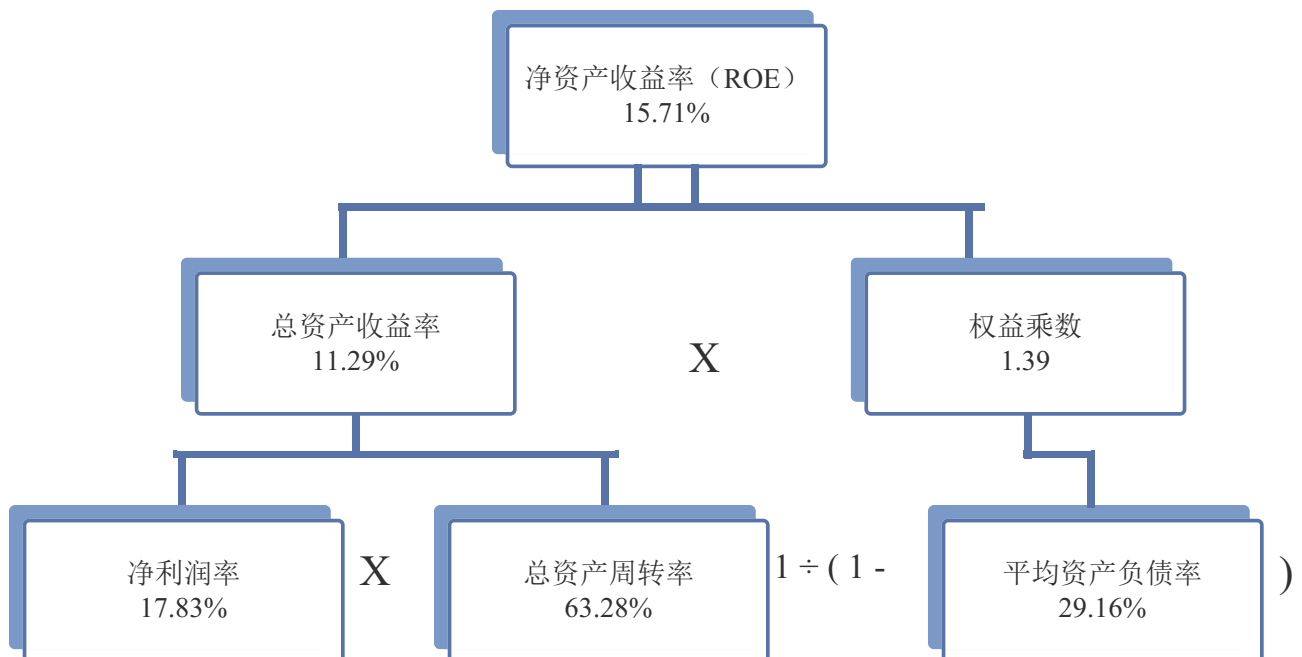 净资产收益率（ROE）
15.71%
总资产收益率
11.29%
X
权益乘数
1.39
净利润率
17.83%
X
总资产周转率
63.28%
1 ÷ ( 1 -
平均资产负债率
29.16%
)